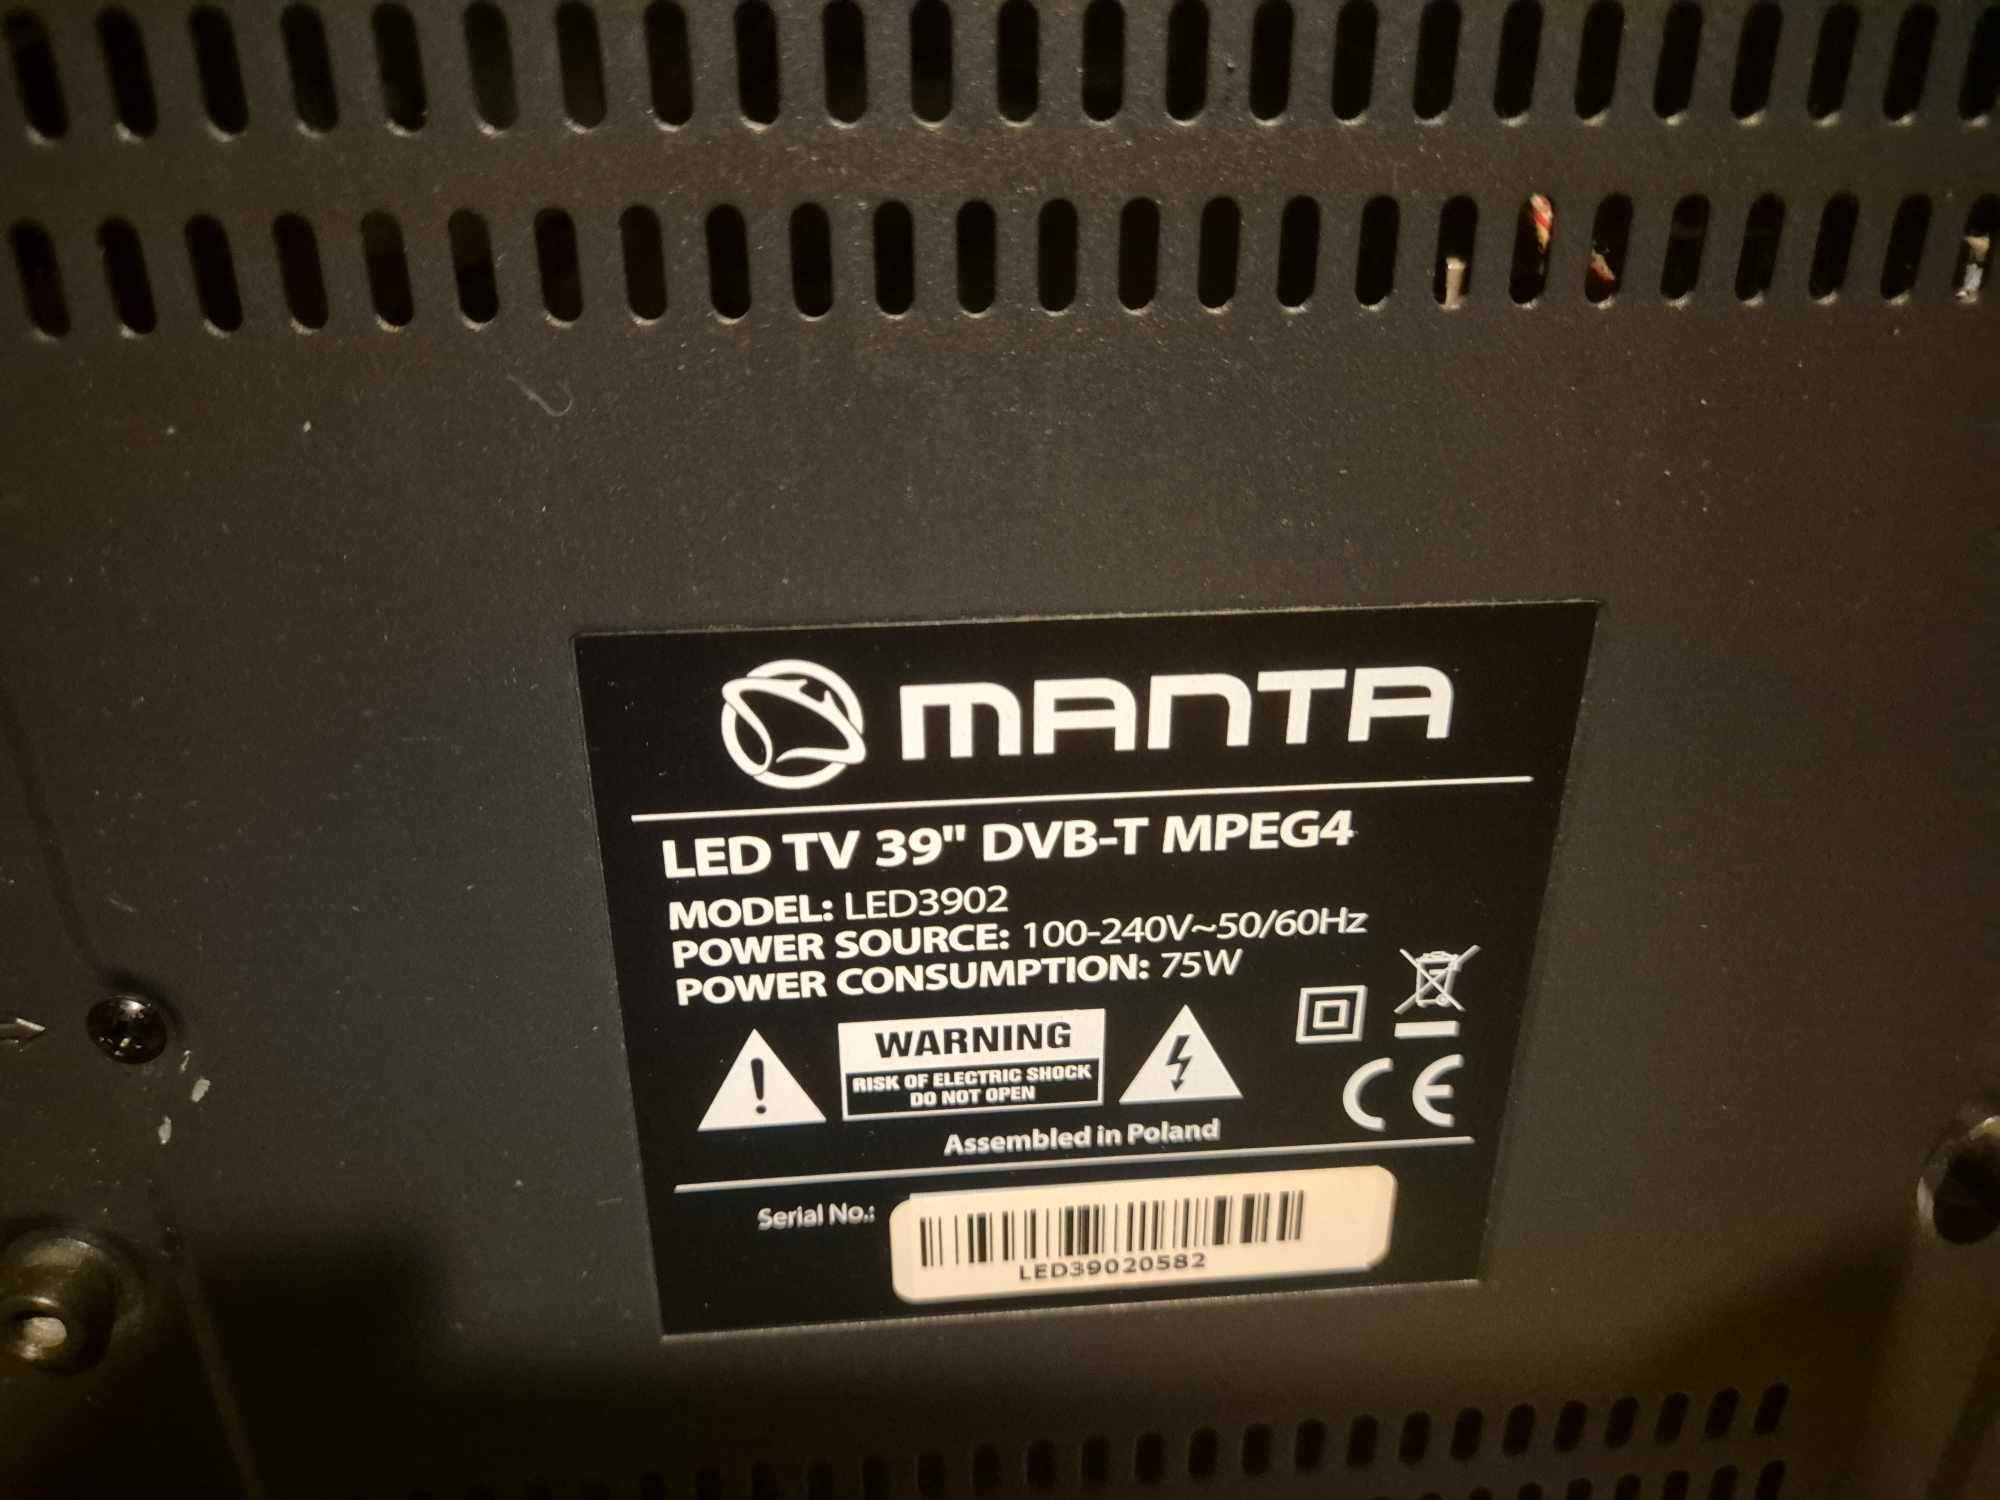 MANTA
LED TV 39" DVB-T MPEG4
MODEL: LED3902
POWER SOURCE: 100-240V~50/60Hz
POWER CONSUMPTION: 75W
WARNING
RISK OF ELECTRIC SHOCK
DO NOT OPEN
CE
Assembled in Poland
Serial No.:
LED39020582